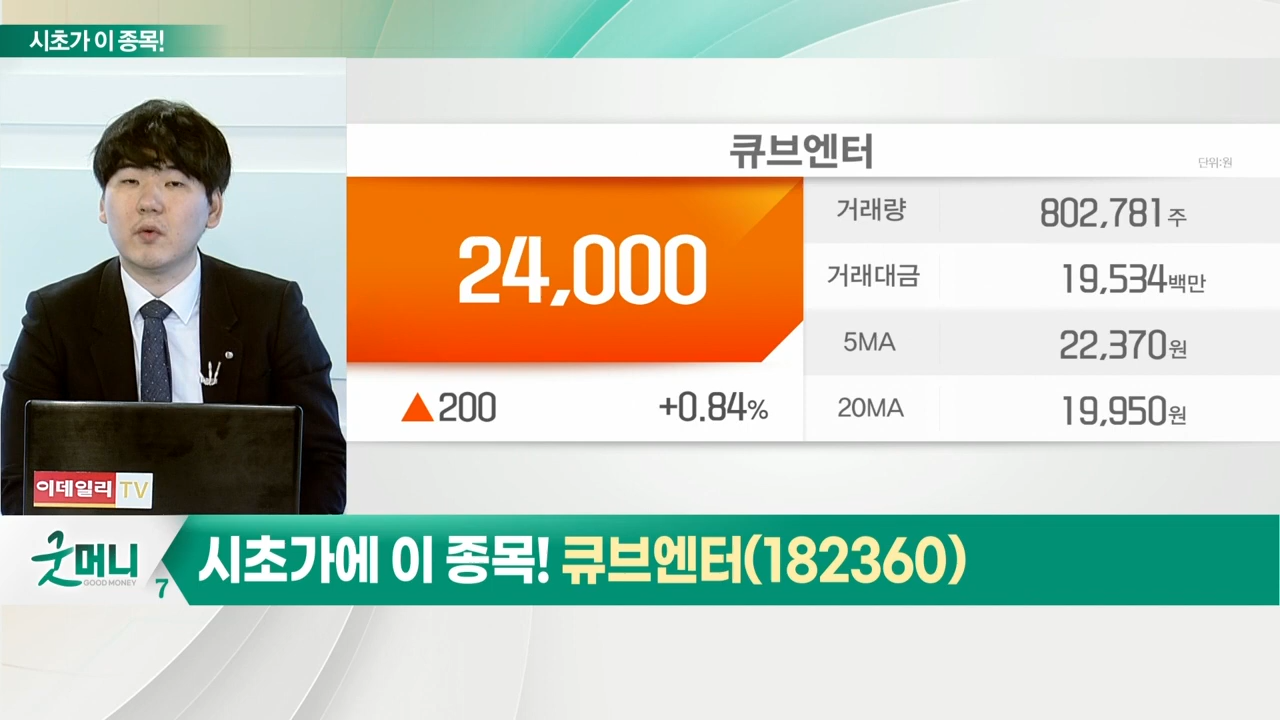 시초가 이 종목!
큐브엔터
단위:원
24,000
▲200 +0.84%
거래량 802,781주
거래대금 19,534백만
5MA 22,370원
20MA 19,950원
이데일리TV
굿머니
GOOD MONEY
7
시초가에 이 종목! 큐브엔터(182360)